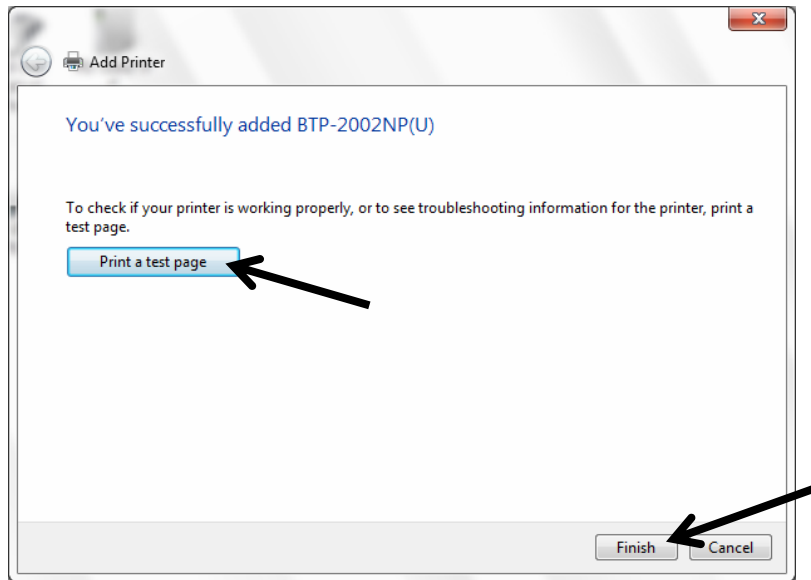 Add Printer
You've successfully added BTP-2002NP(U)
To check if your printer is working properly, or to see troubleshooting information for the printer, print a
test page.
Print a test page
Finish Cancel